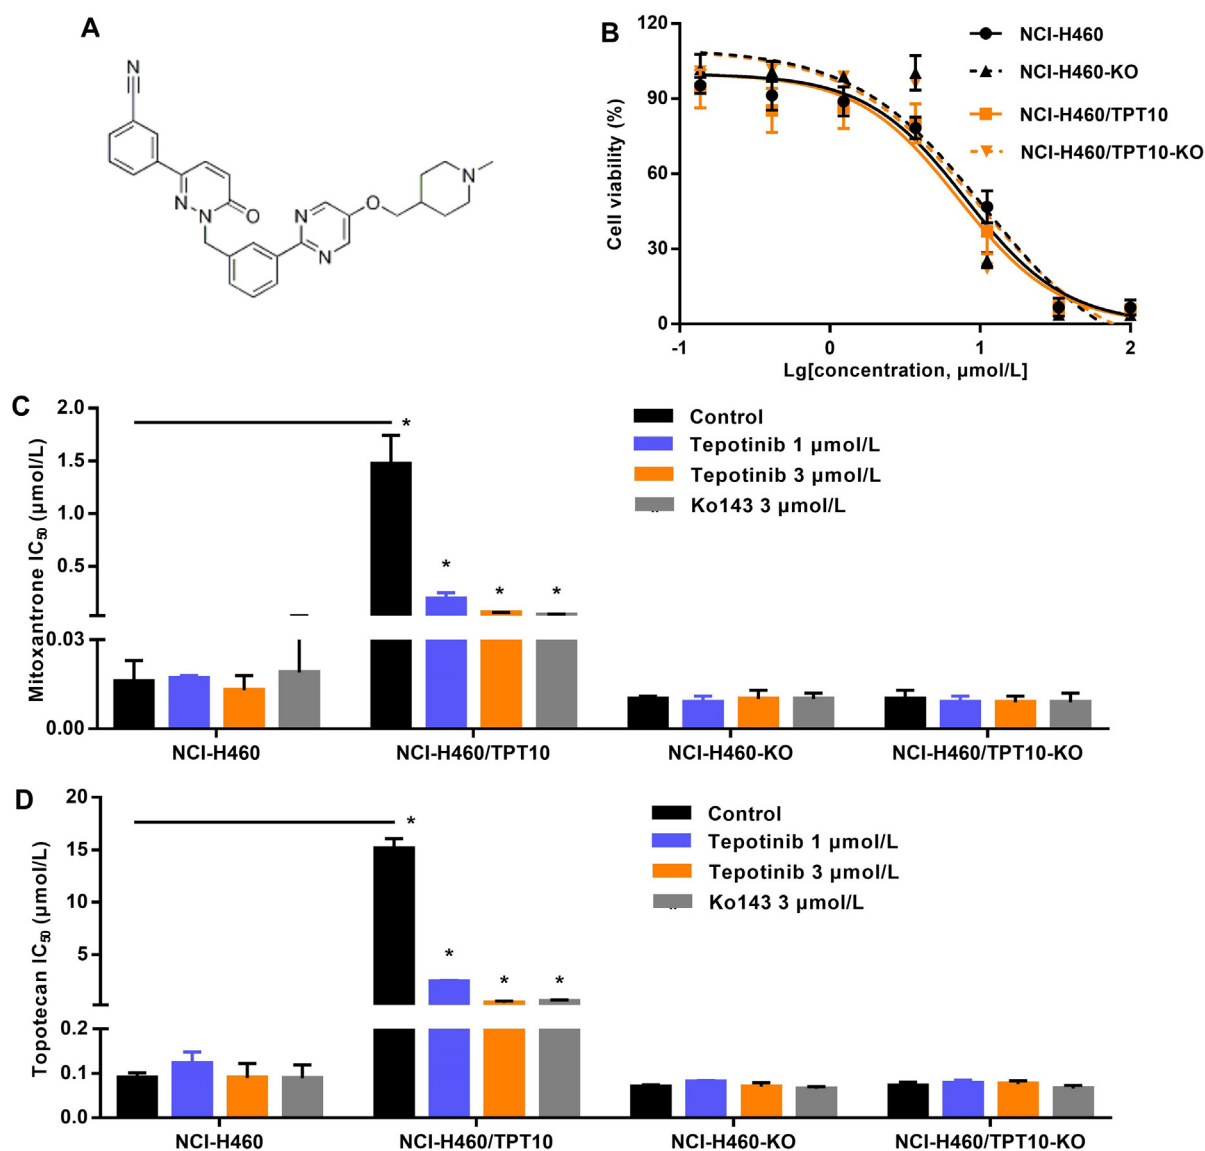 A
N
N
N
O
N
N
O
N
B
120
90
60
30
0
Cell viability (%)
-1
0
1
2
Lg[concentration, µmol/L]
NCI-H460
NCI-H460-KO
NCI-H460/TPT10
NCI-H460/TPT10-KO
C
2.0
1.5
1.0
0.5
0.03
0.00
Mitoxantrone IC50 (µmol/L)
*
*
*
*
Control
Tepotinib 1 µmol/L
Tepotinib 3 µmol/L
Ko143 3 µmol/L
NCI-H460
NCI-H460/TPT10
NCI-H460-KO
NCI-H460/TPT10-KO
D
20
15
10
5
0.2
0.1
0.0
Topotecan IC50 (µmol/L)
*
*
*
*
Control
Tepotinib 1 µmol/L
Tepotinib 3 µmol/L
Ko143 3 µmol/L
NCI-H460
NCI-H460/TPT10
NCI-H460-KO
NCI-H460/TPT10-KO